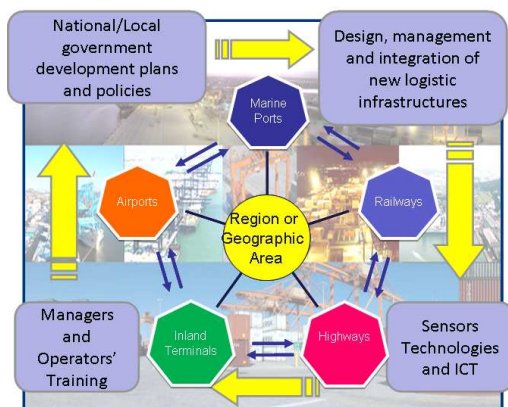 National/Local
government
development plans
and policies
Design, management
and integration of
new logistic
infrastructures
Marine
Ports
Airports
Railways
Region or
Geographic
Area
Inland
Terminals
Highways
Managers
and
Operators'
Training
Sensors
Technologies
and ICT